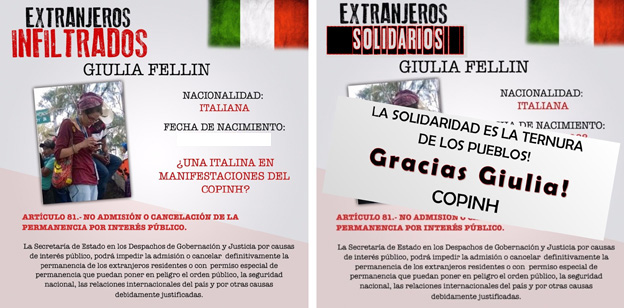 EXTRANJEROS
INFILTRADOS
GIULIA FELLIN
NACIONALIDAD:
ITALIANA
FECHA DE NACIMIENTO:
¿UNA ITALINA EN
MANIFESTACIONES DEL
COPINH?
ARTÍCULO 81.- NO ADMISIÓN O CANCELACIÓN DE LA
PERMANENCIA POR INTERÉS PÚBLICO.
La Secretaría de Estado en los Despachos de Gobernación y Justicia por causas
de interés público, podrá impedir la admisión o cancelar definitivamente la
permanencia de los extranjeros residentes o con permiso especial de
permanencia que puedan poner en peligro el orden público, la seguridad
nacional, las relaciones internacionales del país y por otras causas
debidamente justificadas.
EXTRANJEROS
SOLIDARIOS
GIULIA FELLIN
NACIONALIDAD:
ITALIANA
DE NACIMIENTO:
LA SOLIDARIDAD ES LA TERNURA
DE LOS PUEBLOS!
Gracias Giulia!
COPINH
ARTÍCULO 81.- NO ADMISIÓN O
PERMANENCIA POR INTERÉS PÚBLICO.
La Secretaría de Estado en los Despachos de Gobernación y Justicia por causas
de interés público, podrá impedir la admisión o cancelar definitivamente la
permanencia de los extranjeros residentes o con permiso especial de
permanencia que puedan poner en peligro el orden público, la seguridad
nacional, las relaciones internacionales del país y por otras causas
debidamente justificadas.